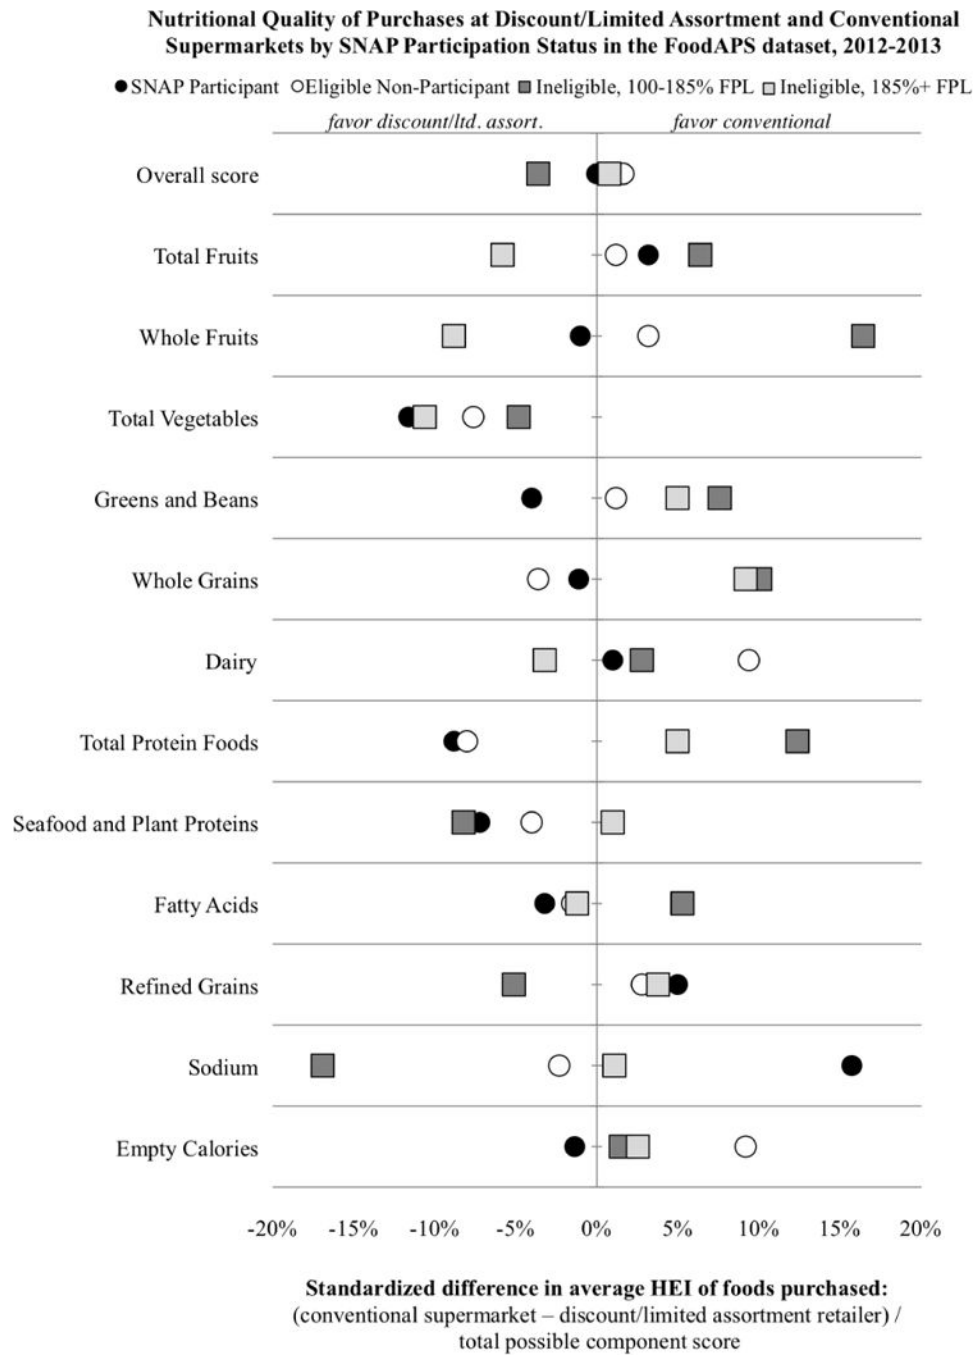 Nutritional Quality of Purchases at Discount/Limited Assortment and Conventional
Supermarkets by SNAP Participation Status in the FoodAPS dataset, 2012-2013
SNAP Participant Eligible Non-Participant Ineligible, 100-185% FPL Ineligible, 185%+ FPL
favor discount/ltd. assort. favor conventional
Overall score
Total Fruits
Whole Fruits
Total Vegetables
Greens and Beans
Whole Grains
Dairy
Total Protein Foods
Seafood and Plant Proteins
Fatty Acids
Refined Grains
Sodium
Empty Calories
-20% -15% -10% -5% 0% 5% 10% 15% 20%
Standardized difference in average HEI of foods purchased:
(conventional supermarket – discount/limited assortment retailer) /
total possible component score